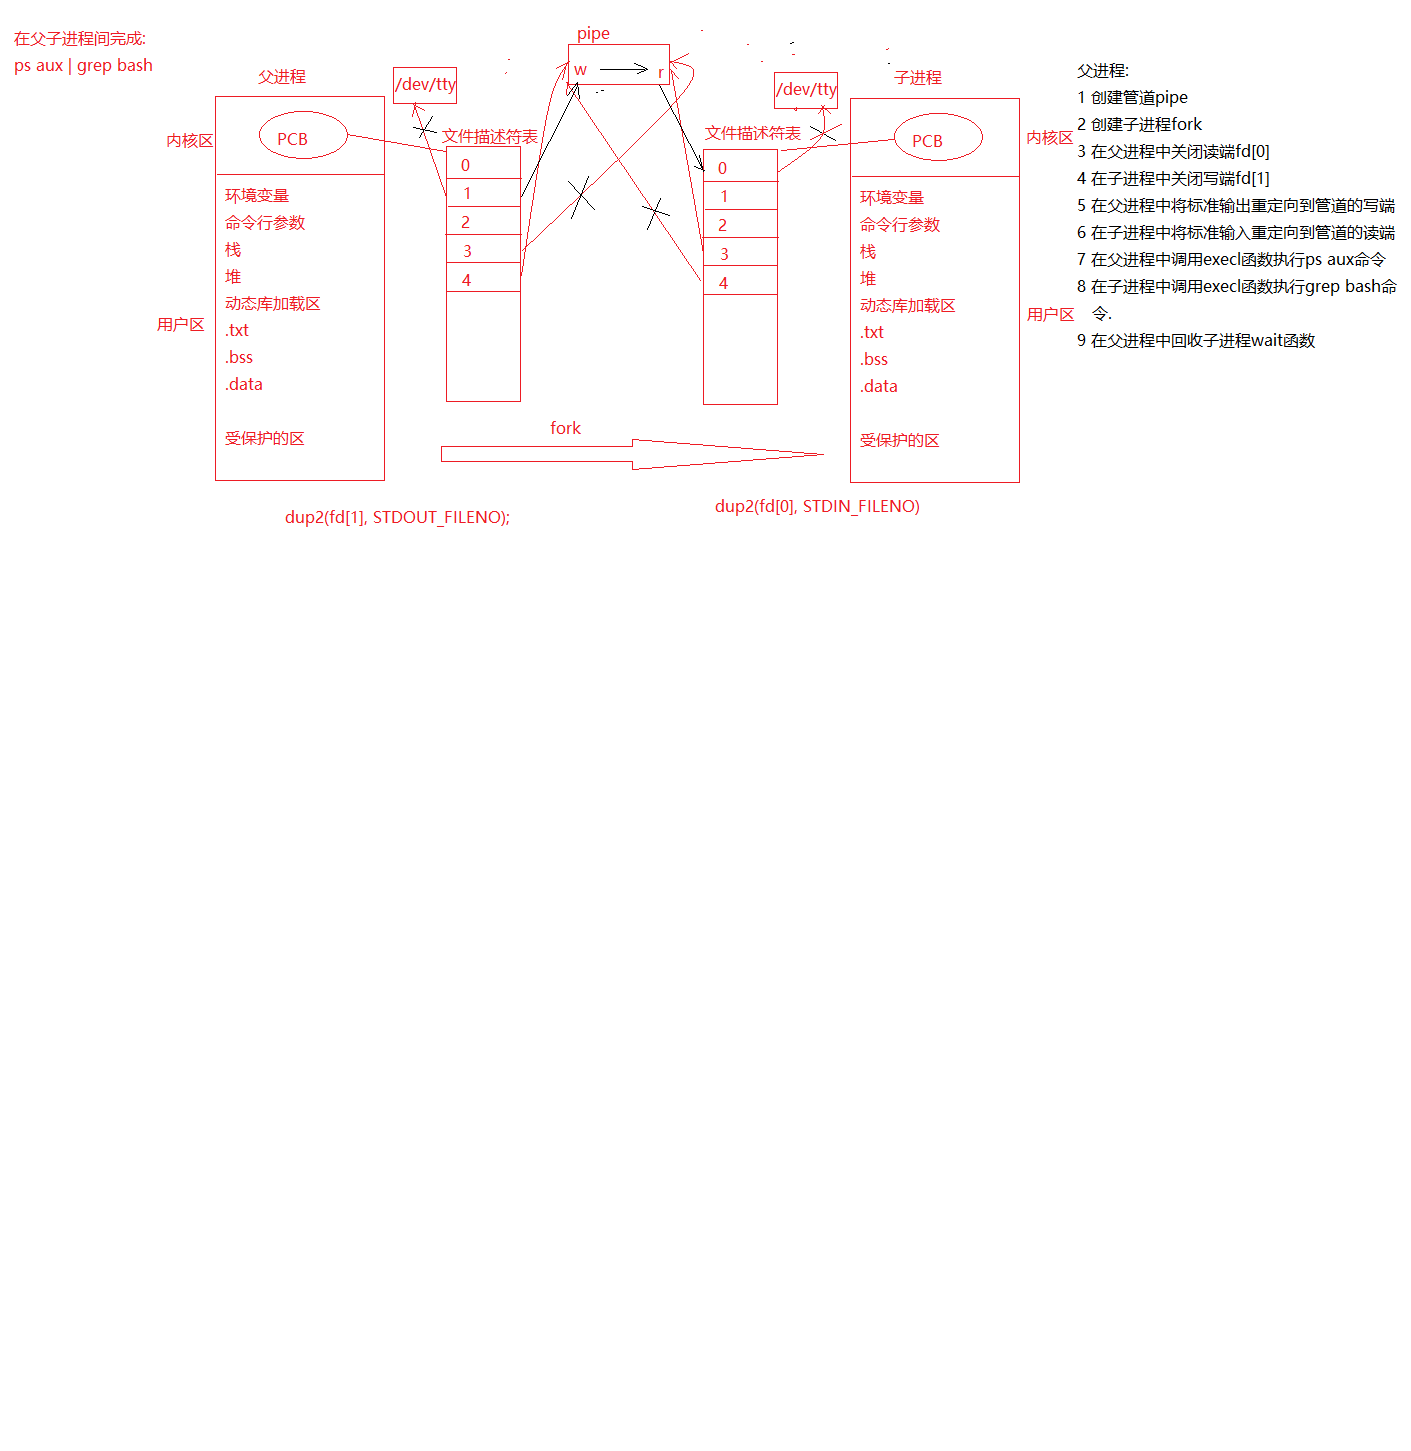 在父子进程间完成:
ps aux | grep bash
父进程
内核区
PCB
环境变量
命令行参数
栈
堆
动态库加载区
.txt
.bss
.data
受保护的区
用户区
/dev/tty
文件描述符表
0
1
2
3
4
pipe
w
r
/dev/tty
文件描述符表
0
1
2
3
4
子进程
PCB
内核区
环境变量
命令行参数
栈
堆
动态库加载区
.txt
.bss
.data
受保护的区
用户区
fork
dup2(fd[1], STDOUT_FILENO);
dup2(fd[0], STDIN_FILENO)
父进程:
1 创建管道pipe
2 创建子进程fork
3 在父进程中关闭读端fd[0]
4 在子进程中关闭写端fd[1]
5 在父进程中将标准输出重定向到管道的写端
6 在子进程中将标准输入重定向到管道的读端
7 在父进程中调用execl函数执行ps aux命令
8 在子进程中调用execl函数执行grep bash命
令.
9 在父进程中回收子进程wait函数